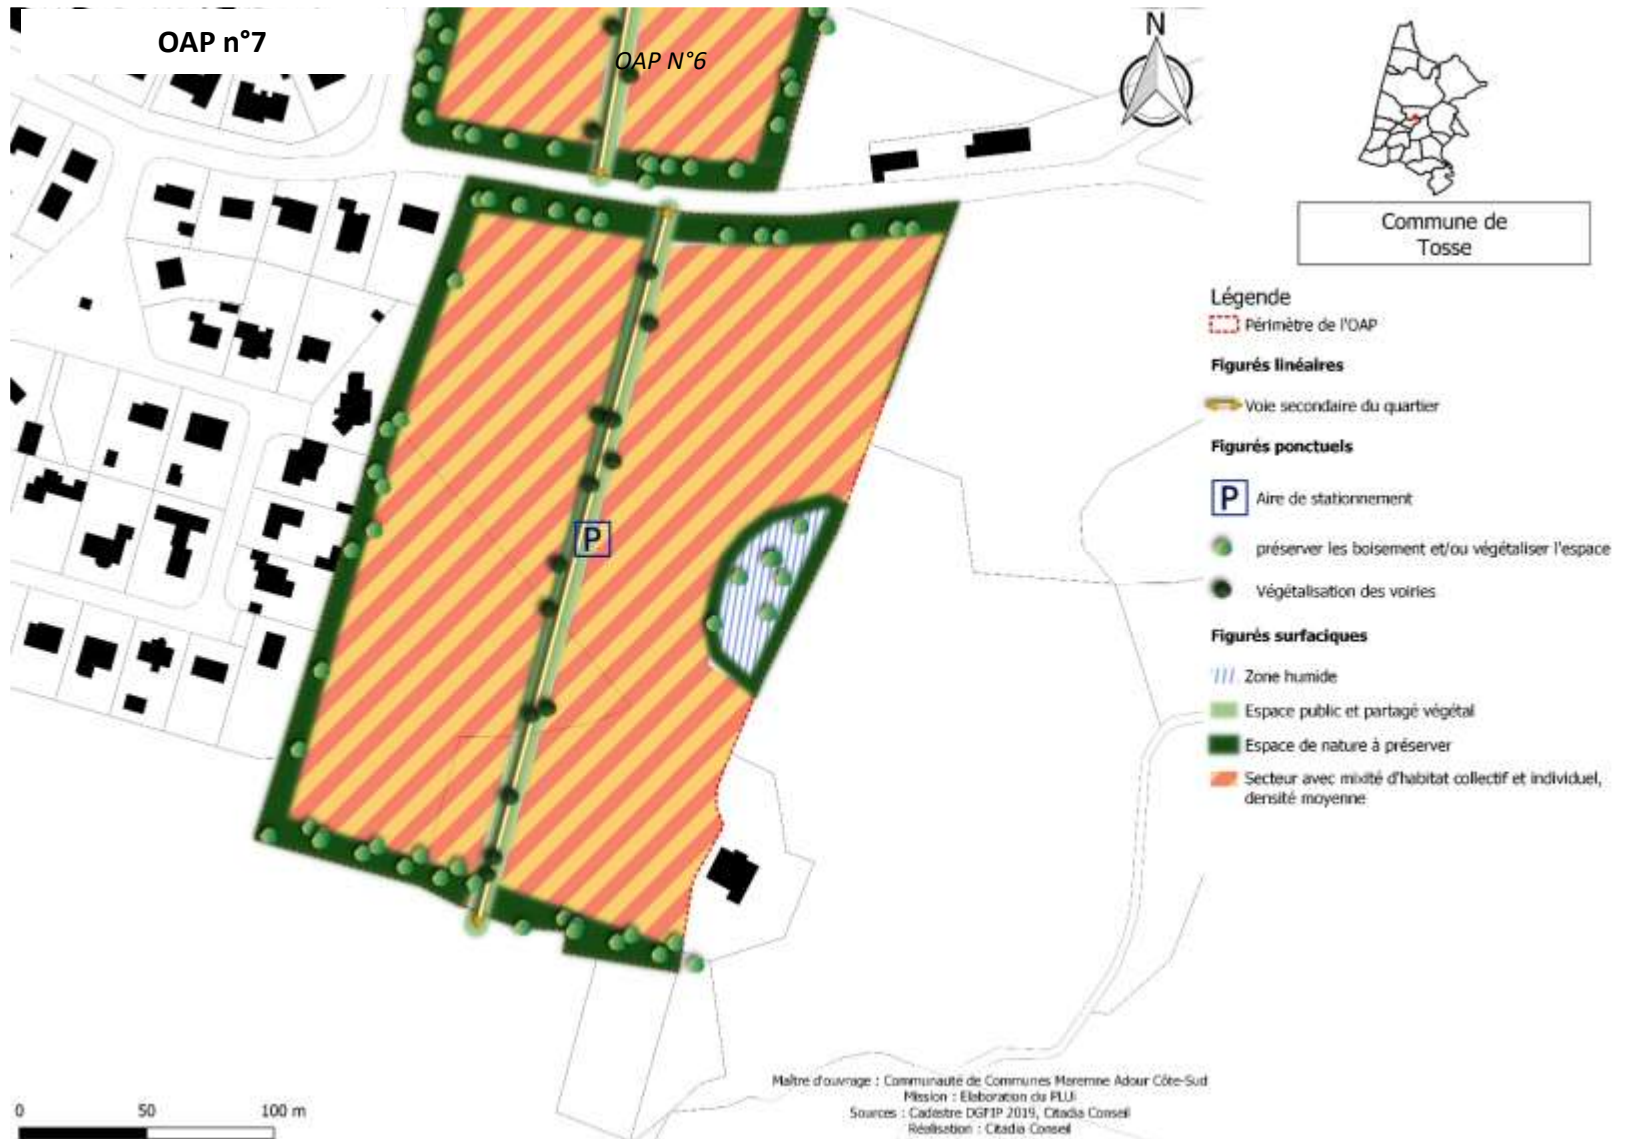 OAP n°7
OAP N°6
N
Commune de
Tosse
Légende
Périmètre de l'OAP
Figurés linéaires
Voie secondaire du quartier
Figurés ponctuels
P Aire de stationnement
préserver les boisement et/ou végétaliser l'espace
Végétalisation des voiries
Figurés surfaciques
Zone humide
Espace public et partagé végétal
Espace de nature à préserver
Secteur avec mixité d'habitat collectif et individuel,
densité moyenne
P
Maître d'ouvrage : Communauté de Communes Maremne Adour Côte-Sud
Mission : Elaboration du PLUi
Sources : Cadastre DGFIP 2019, Citadia Conseil
Réalisation : Citadia Conseil
0 50 100 m